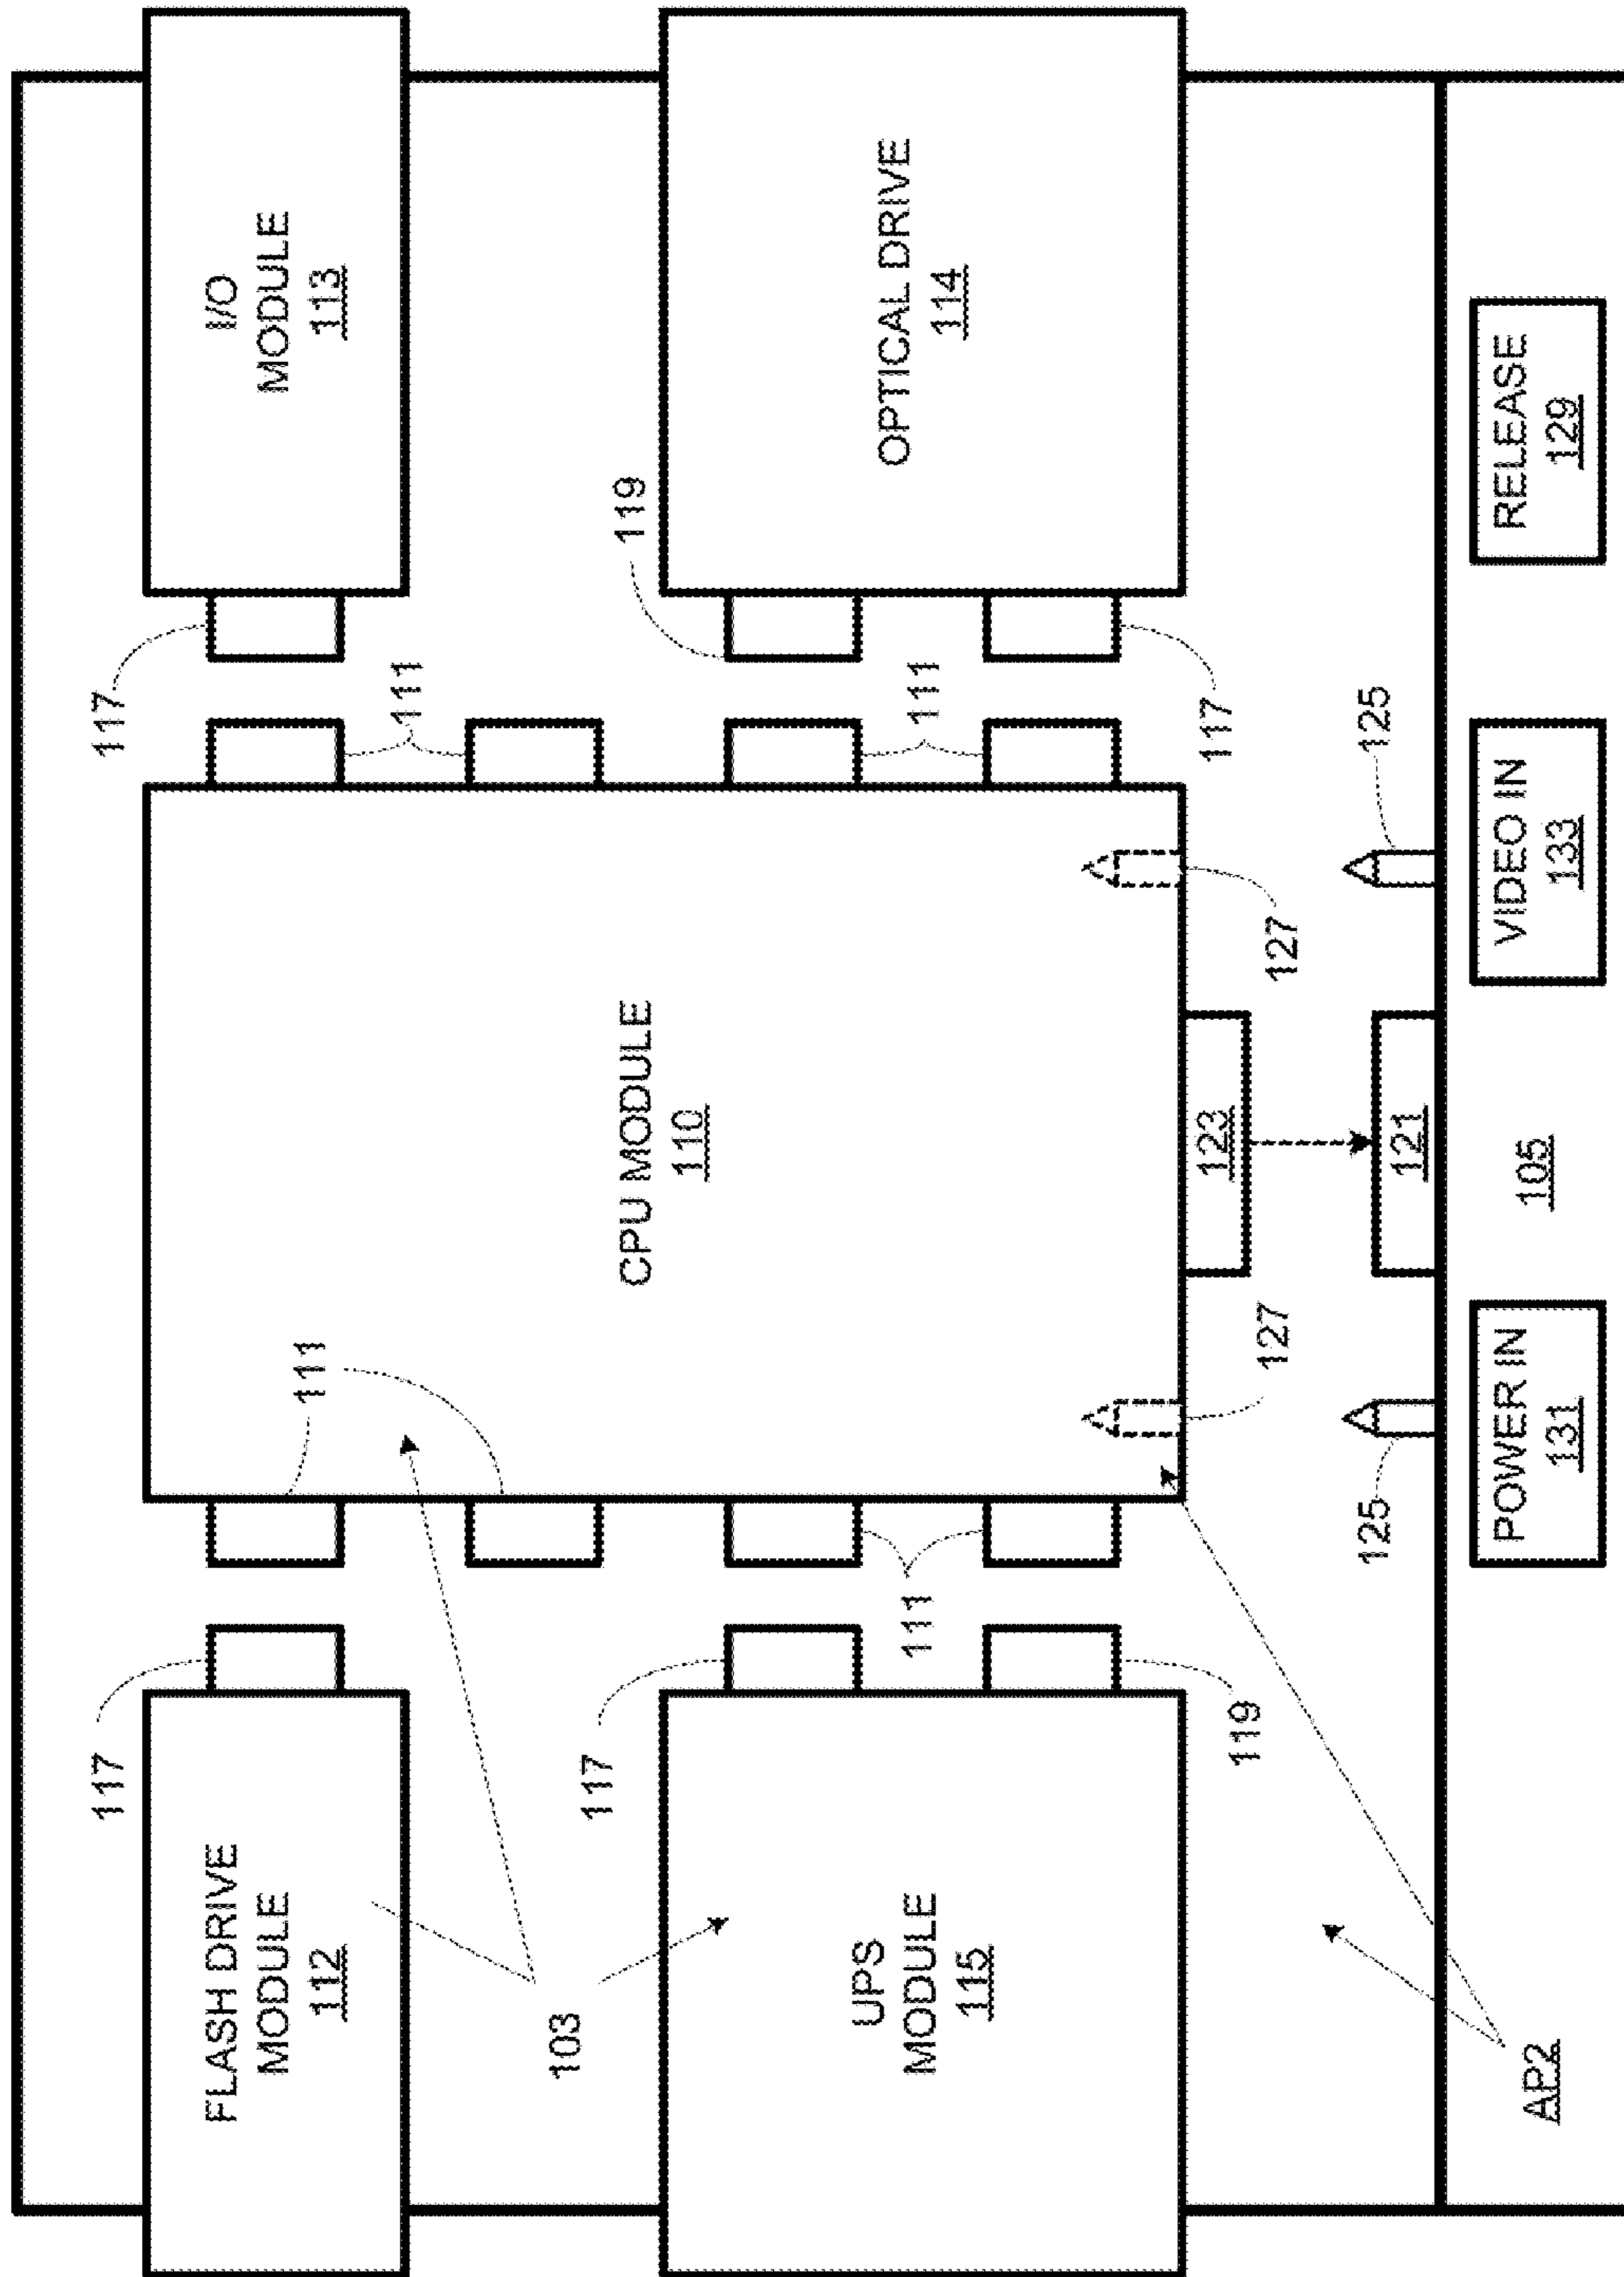 117
117
FLASH DRIVE
MODULE
112
I/O
MODULE
113
111
111
CPU MODULE
110
103
117
119
UPS
MODULE
115
OPTICAL DRIVE
114
111
111
119
127
123
127
117
125
121
125
AP2
POWER IN
131
105
VIDEO IN
133
RELEASE
129